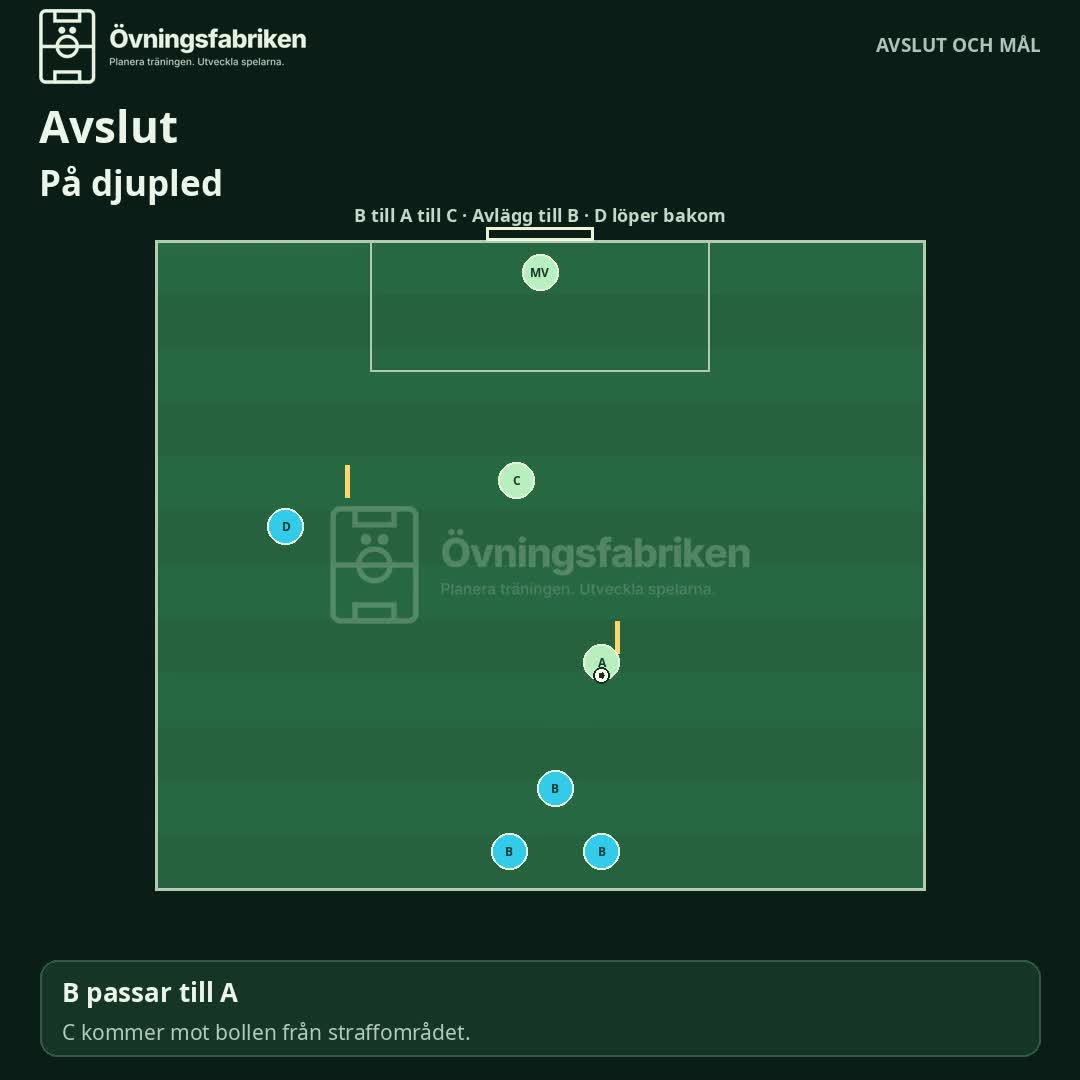 Övningsfabriken
Planera träningen. Utveckla spelarna.
AVSLUT OCH MÅL
Avslut
På djupled
B till A till C · Avlägg till B · D löper bakom
MV
C
D
Övningsfabriken
Planera träningen. Utveckla spelarna.
A
B
B
B
B passar till A
C kommer mot bollen från straffområdet.